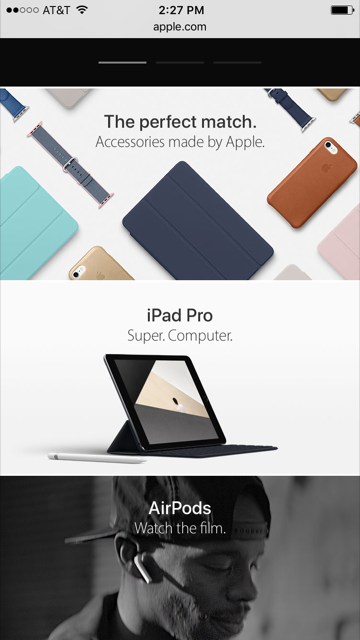 AT&T 2:27 PM
apple.com
The perfect match.
Accessories made by Apple.
iPad Pro
Super. Computer.
AirPods
Watch the film.